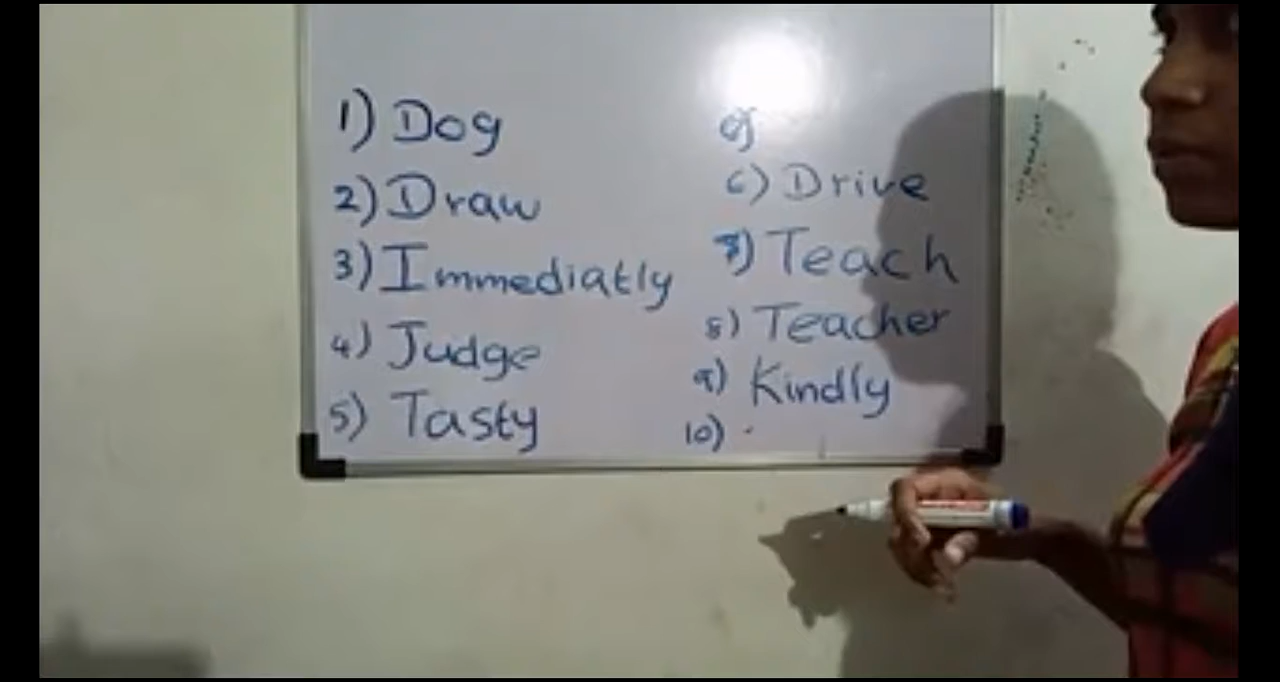 1) Dog
2) Draw
3) Immediatly
4) Judge
5) Tasty
6) Drive
7) Teach
8) Teacher
9) Kindly
10)